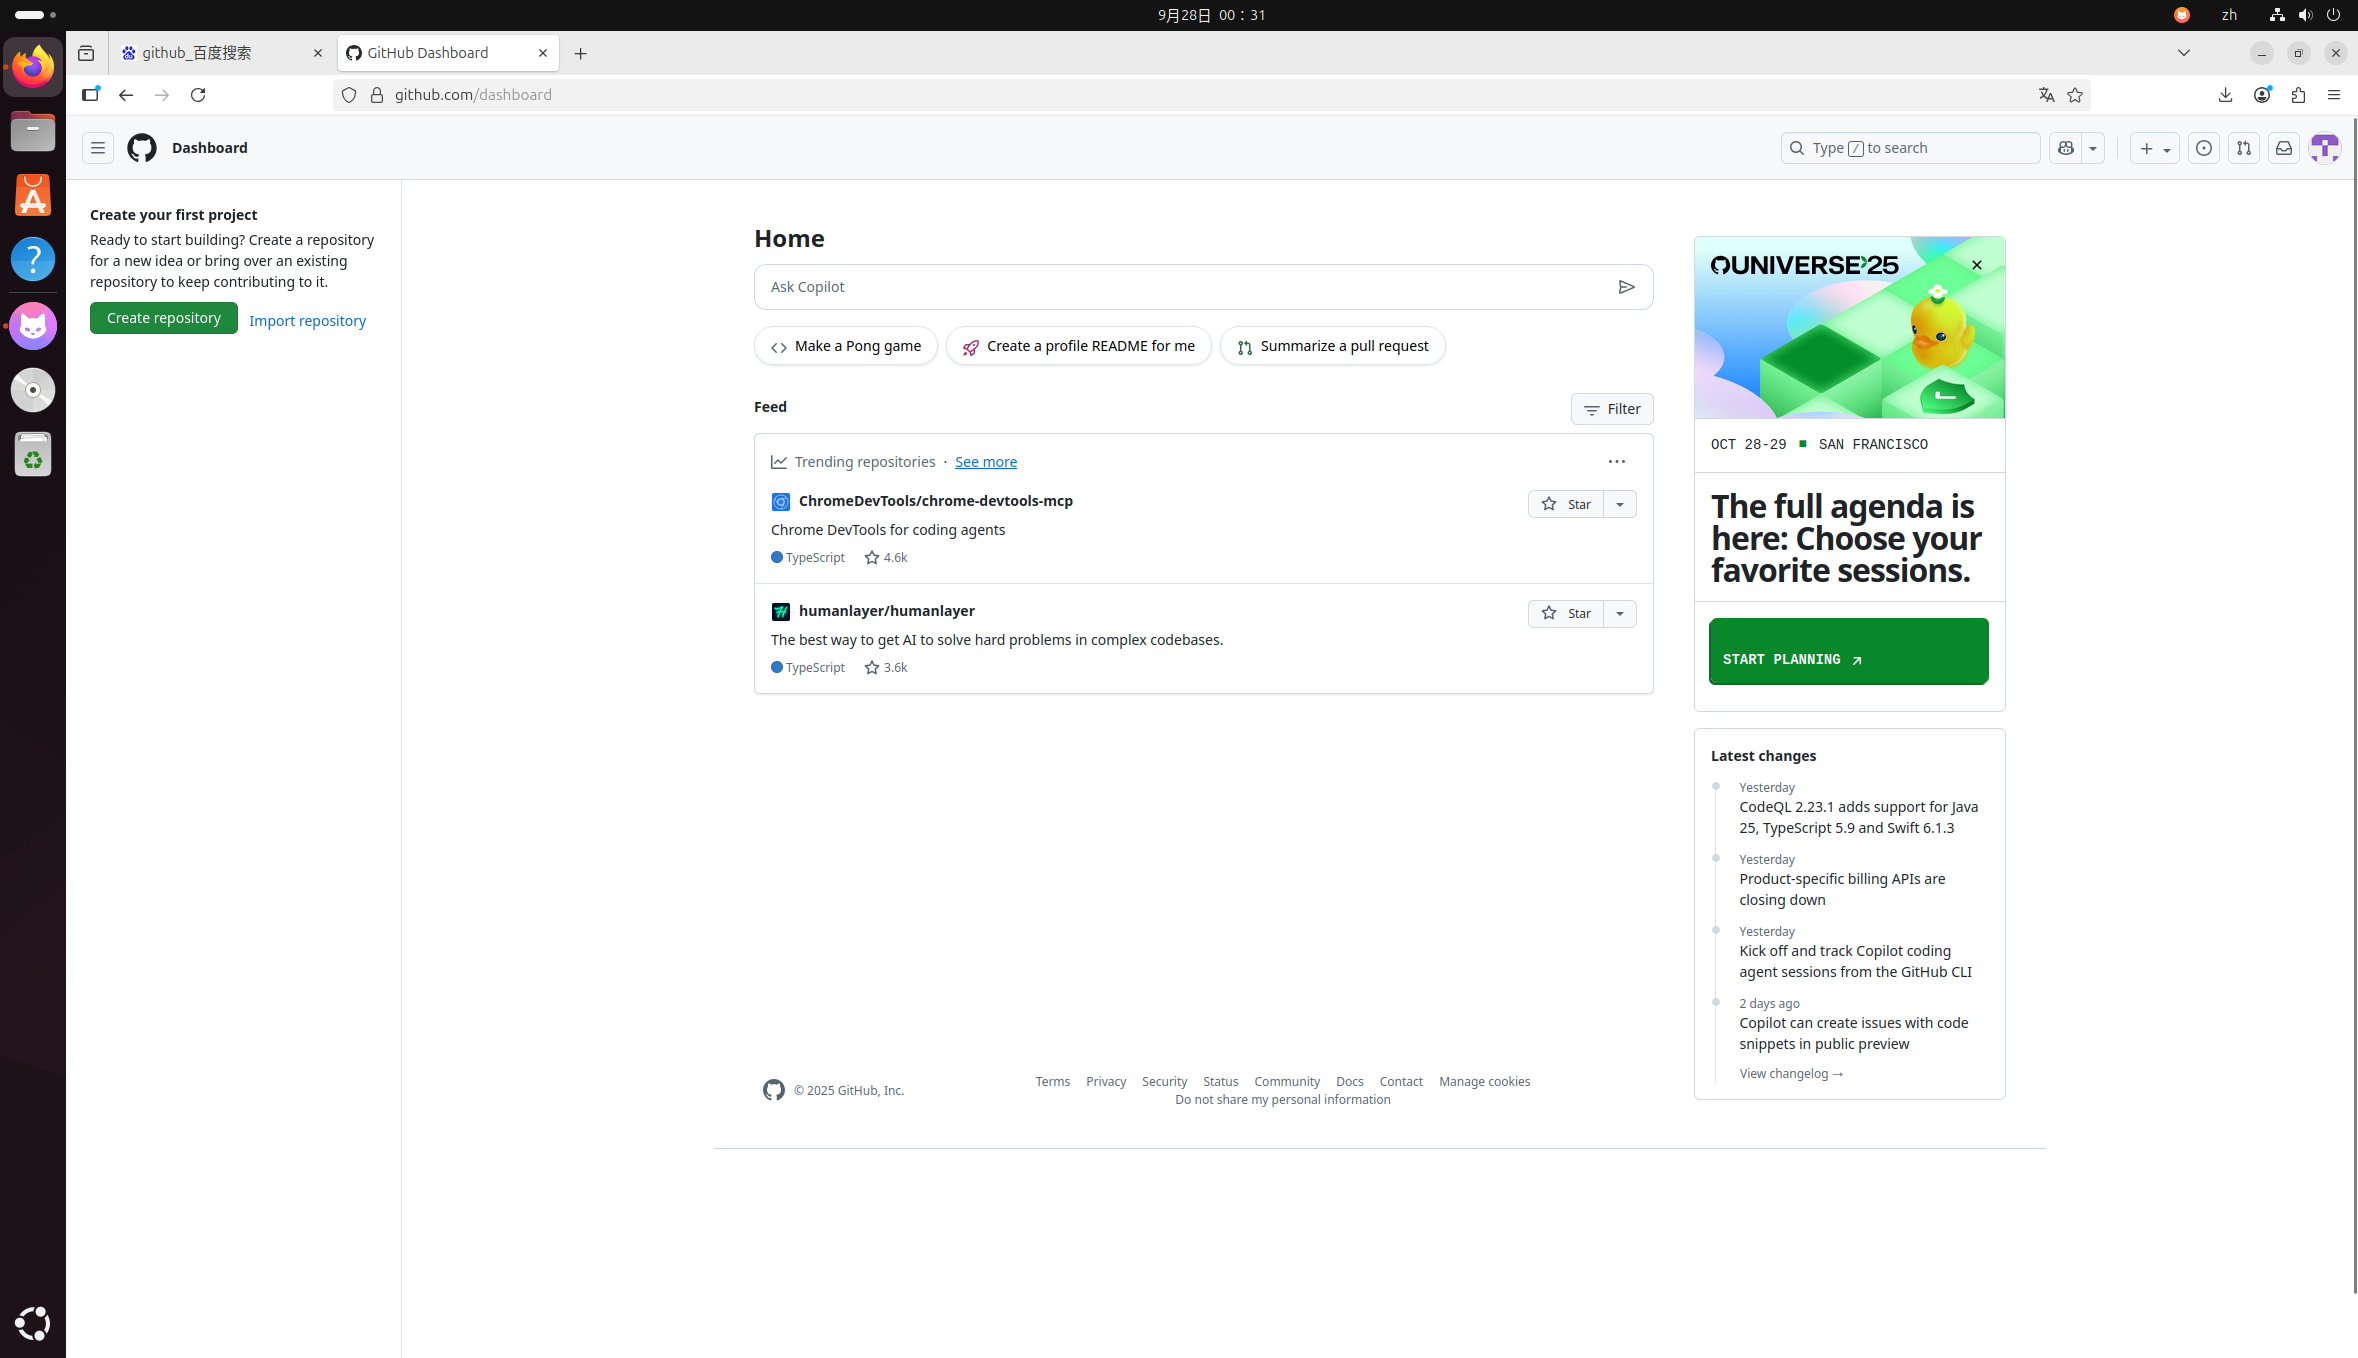 9月28日 00：31
zh
github_百度搜索
GitHub Dashboard
github.com/dashboard
Dashboard
Type / to search
Create your first project
Ready to start building? Create a repository
for a new idea or bring over an existing
repository to keep contributing to it.
Create repository
Import repository
Home
Ask Copilot
Make a Pong game
Create a profile README for me
Summarize a pull request
Feed
Filter
Trending repositories · See more
ChromeDevTools/chrome-devtools-mcp
Star
Chrome DevTools for coding agents
TypeScript
4.6k
humanlayer/humanlayer
Star
The best way to get AI to solve hard problems in complex codebases.
TypeScript
3.6k
UNIVERSE'25
OCT 28-29 SAN FRANCISCO
The full agenda is
here: Choose your
favorite sessions.
START PLANNING
Latest changes
Yesterday
CodeQL 2.23.1 adds support for Java
25, TypeScript 5.9 and Swift 6.1.3
Yesterday
Product-specific billing APIs are
closing down
Yesterday
Kick off and track Copilot coding
agent sessions from the GitHub CLI
2 days ago
Copilot can create issues with code
snippets in public preview
View changelog →
© 2025 GitHub, Inc.
Terms
Privacy
Security
Status
Community
Docs
Contact
Manage cookies
Do not share my personal information